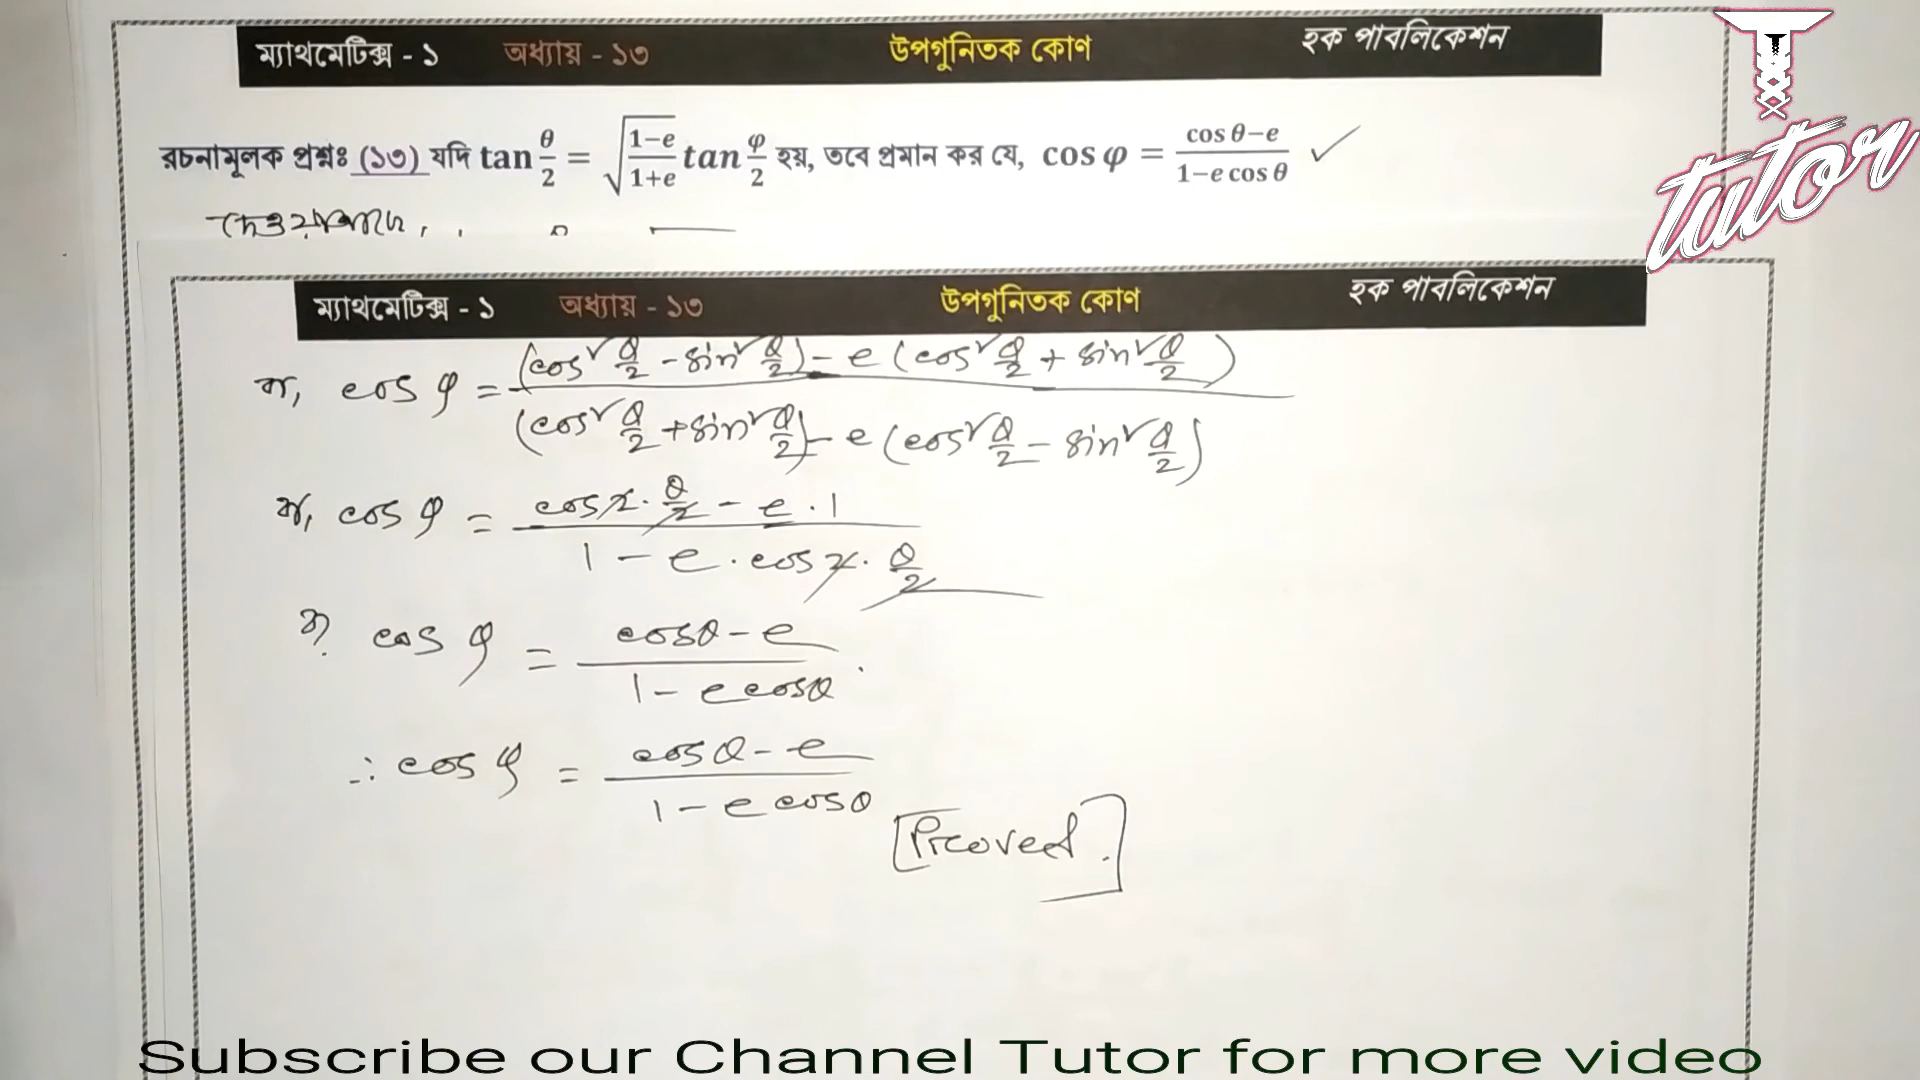 ম্যাথমেটিক্স - ১ অধ্যায় - ১৩ উপগুনিতক কোণ হক পাবলিকেশন
T
tutor
রচনামূলক প্রশ্নঃ (১৩) যদি tan θ/2 = √((1−e)/(1+e)) tan φ/2 হয়, তবে প্রমান কর যে, cos φ = (cos θ−e)/(1−e cos θ) ✓
দেওয়াআছে,
ম্যাথমেটিক্স - ১ অধ্যায় - ১৩ উপগুনিতক কোণ হক পাবলিকেশন
বা, cos φ = ((cos² θ/2 - sin² θ/2) - e (cos² θ/2 + sin² θ/2))/((cos² θ/2 + sin² θ/2) - e (cos² θ/2 - sin² θ/2))
বা, cos φ = (cos 2 · θ/2 - e · 1)/(1 - e · cos 2 · θ/2)
বা, cos φ = (cosθ - e)/(1 - e cosθ)
∴ cos φ = (cos θ - e)/(1 - e cosθ)
[Proved.]
Subscribe our Channel Tutor for more video